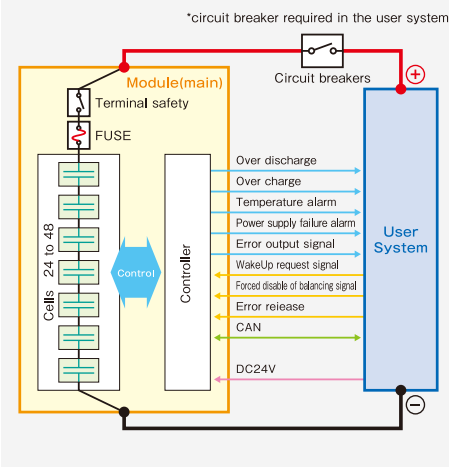 *circuit breaker required in the user system
Circuit breakers
Module(main)
Terminal safety
FUSE
Cells 24 to 48
Control
Controller
Over discharge
Over charge
Temperature alarm
Power supply failure alarm
Error output signal
WakeUp request signal
Forced disable of balancing signal
Error reiease
CAN
DC24V
User
System
+
−